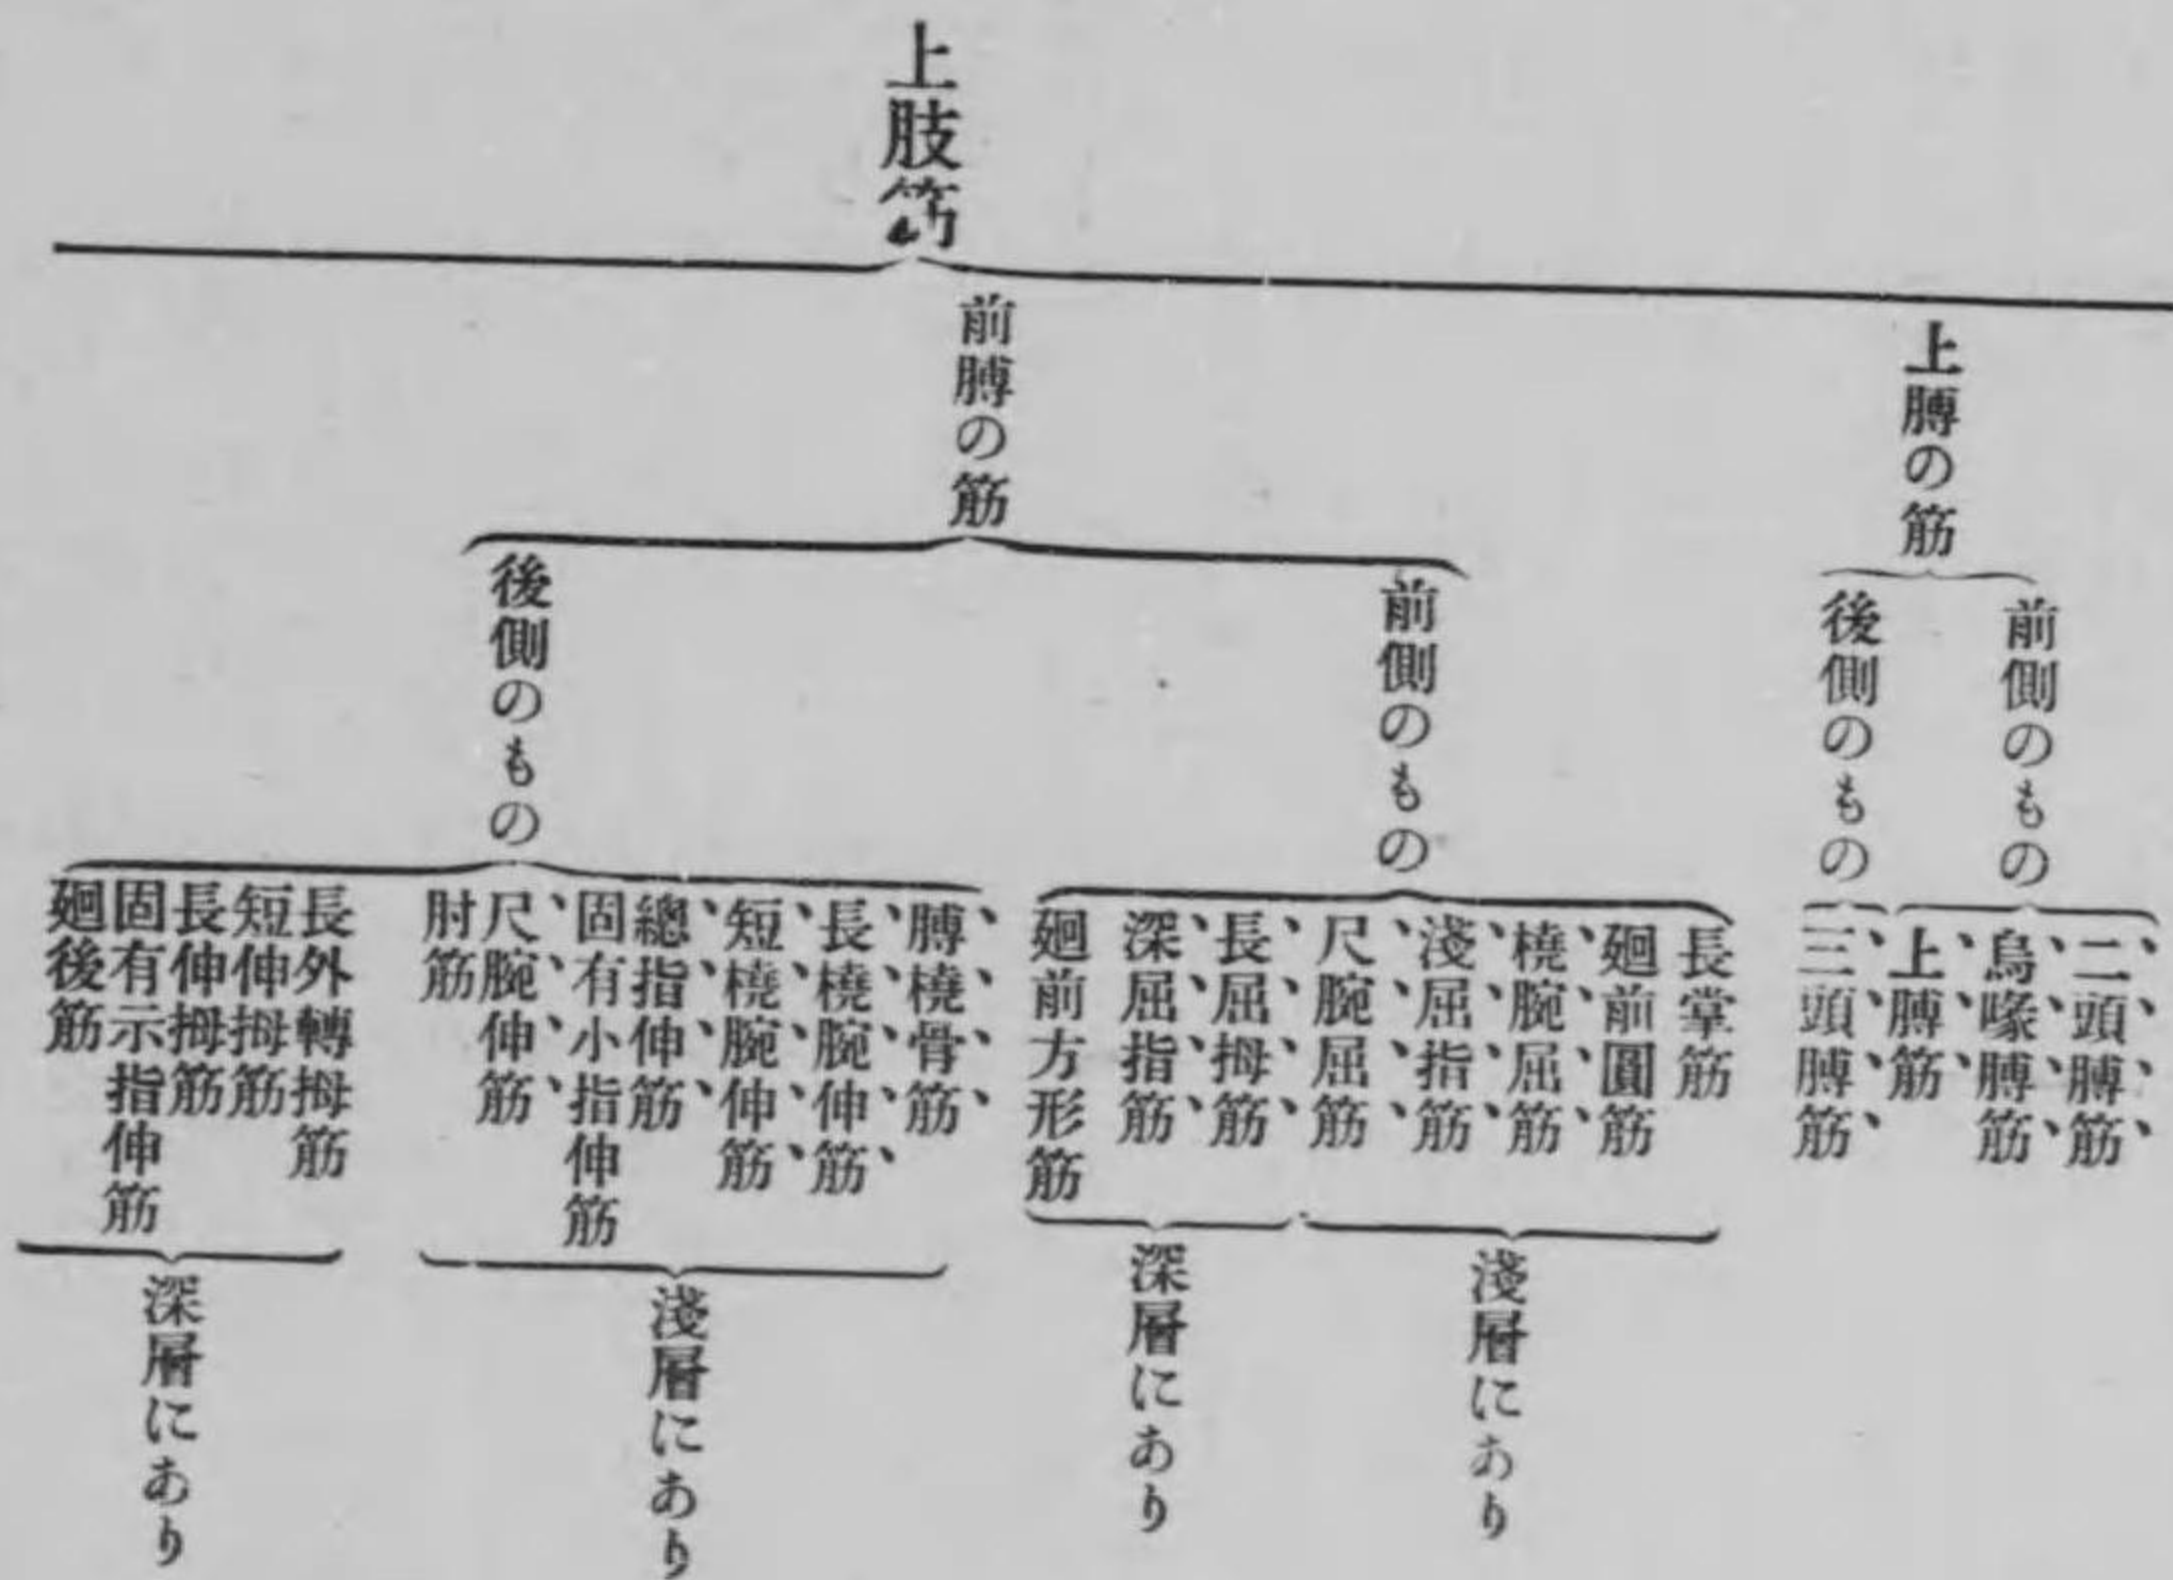 上肢筋
上膊の筋
前側のもの
二頭膊筋
烏喙膊筋
上膊筋
後側のもの
三頭膊筋
前膊の筋
前側のもの
長掌筋
廻前圓筋
橈腕屈筋
淺屈指筋
尺腕屈筋
淺層にあり
長屈拇筋
深屈指筋
廻前方形筋
深層にあり
後側のもの
膊橈骨筋
長橈腕伸筋
短橈腕伸筋
總指伸筋
固有小指伸筋
尺腕伸筋
肘筋
淺層にあり
長外轉拇筋
短伸拇筋
長伸拇筋
固有示指伸筋
廻後筋
深層にあり